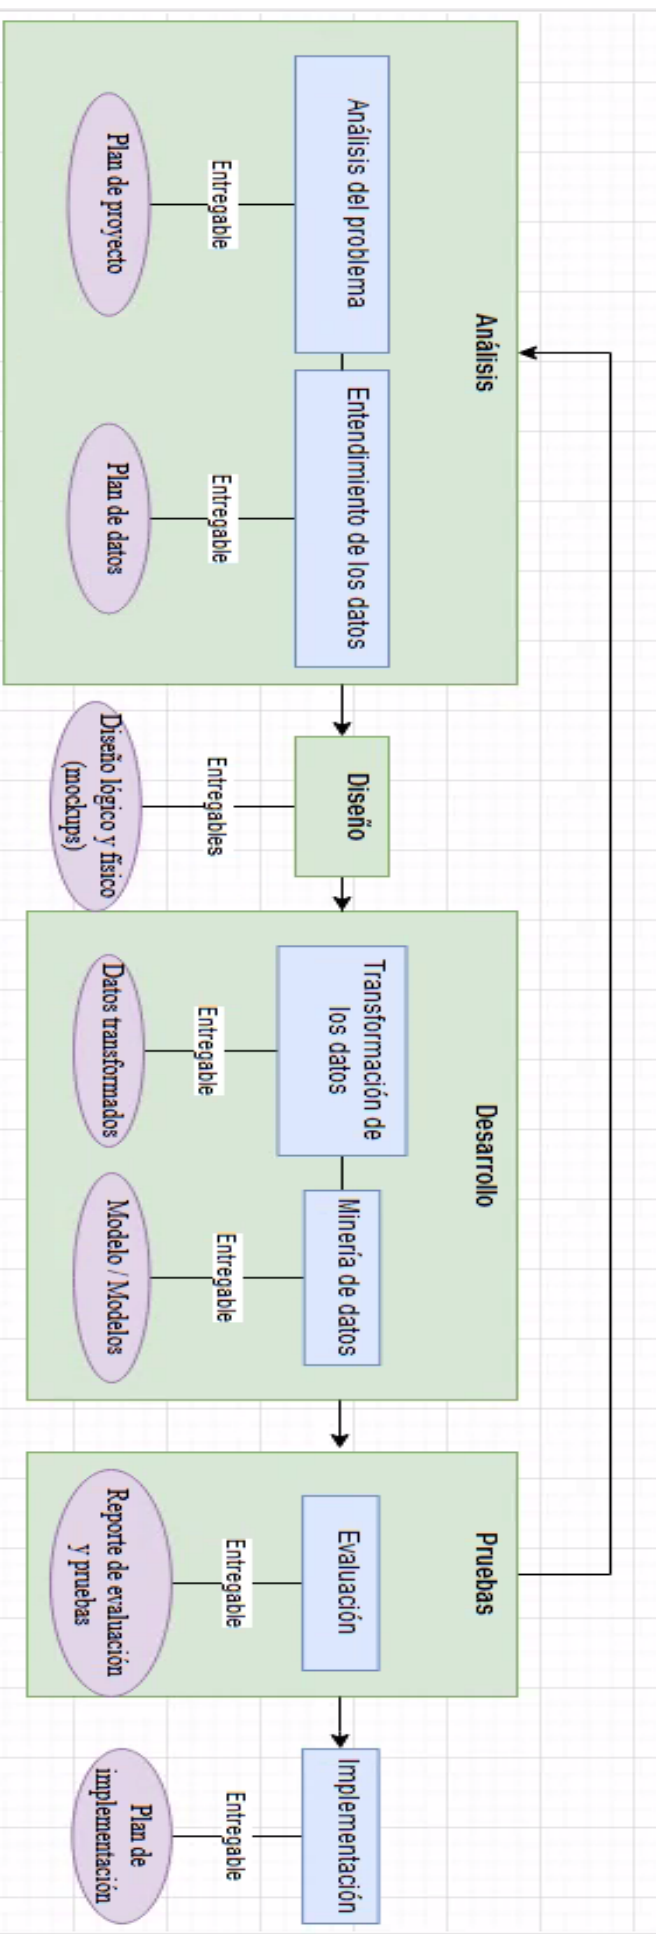 Análisis
Análisis del problema
Entregable
Plan de proyecto
Entendimiento de los datos
Entregable
Plan de datos
Diseño
Entregables
Diseño lógico y físico
(mockups)
Desarrollo
Transformación de
los datos
Entregable
Datos transformados
Minería de datos
Entregable
Modelo / Modelos
Pruebas
Evaluación
Entregable
Reporte de evaluación
y pruebas
Implementación
Entregable
Plan de
implementación